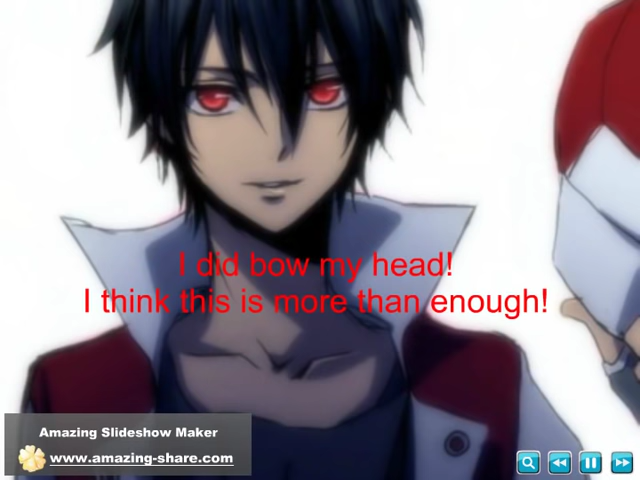 I did bow my head!
I think this is more than enough!
Amazing Slideshow Maker
www.amazing-share.com